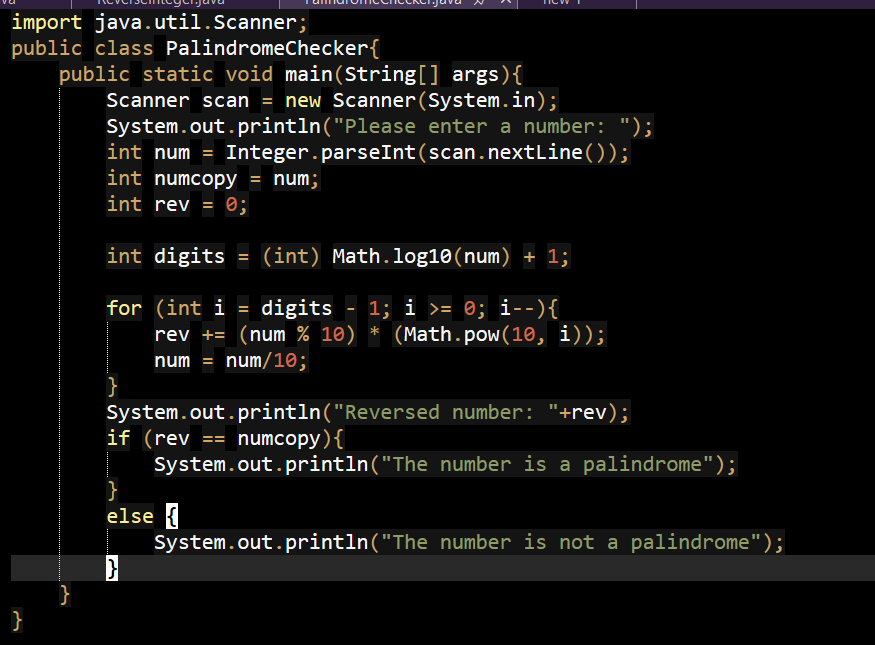 ReverseInteger.java PalindromeChecker.java new 1
import java.util.Scanner;
public class PalindromeChecker{
    public static void main(String[] args){
        Scanner scan = new Scanner(System.in);
        System.out.println("Please enter a number: ");
        int num = Integer.parseInt(scan.nextLine());
        int numcopy = num;
        int rev = 0;

        int digits = (int) Math.log10(num) + 1;

        for (int i = digits - 1; i >= 0; i--){
            rev += (num % 10) * (Math.pow(10, i));
            num = num/10;
        }
        System.out.println("Reversed number: "+rev);
        if (rev == numcopy){
            System.out.println("The number is a palindrome");
        }
        else {
            System.out.println("The number is not a palindrome");
        }
    }
}